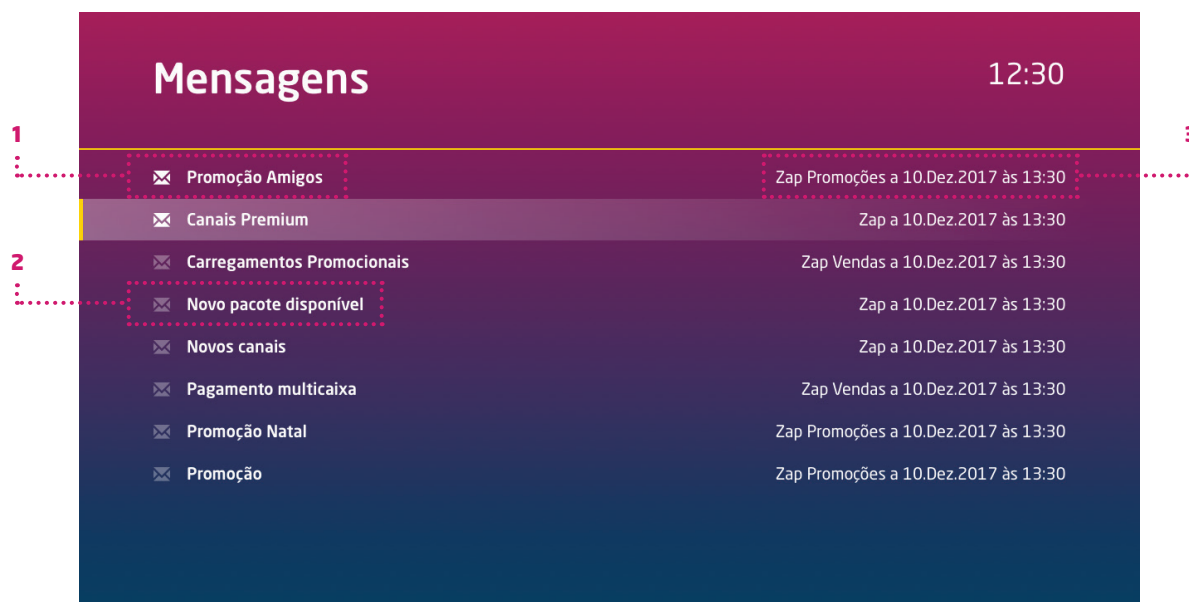 Mensagens 12:30
1
Promoção Amigos Zap Promoções a 10.Dez.2017 às 13:30
Canais Premium Zap a 10.Dez.2017 às 13:30
2
Carregamentos Promocionais Zap Vendas a 10.Dez.2017 às 13:30
Novo pacote disponível Zap a 10.Dez.2017 às 13:30
Novos canais Zap a 10.Dez.2017 às 13:30
Pagamento multicaixa Zap Vendas a 10.Dez.2017 às 13:30
Promoção Natal Zap Promoções a 10.Dez.2017 às 13:30
Promoção Zap Promoções a 10.Dez.2017 às 13:30